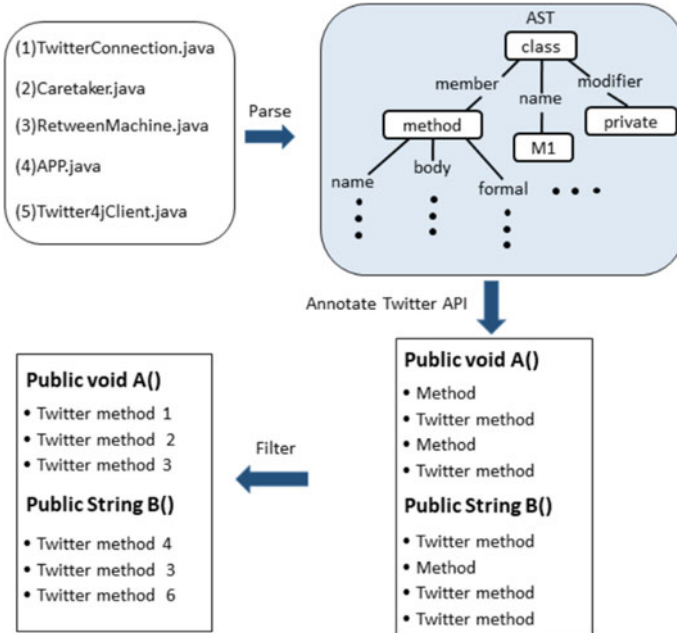 (1)TwitterConnection.java
(2)Caretaker.java
(3)RetweenMachine.java
(4)APP.java
(5)Twitter4jClient.java
Parse
AST
class
member
name
modifier
method
M1
private
name
body
formal
Annotate Twitter API
Public void A()
• Method
• Twitter method
• Method
• Twitter method
Public String B()
• Twitter method
• Method
• Twitter method
• Twitter method
Filter
Public void A()
• Twitter method 1
• Twitter method 2
• Twitter method 3
Public String B()
• Twitter method 4
• Twitter method 3
• Twitter method 6